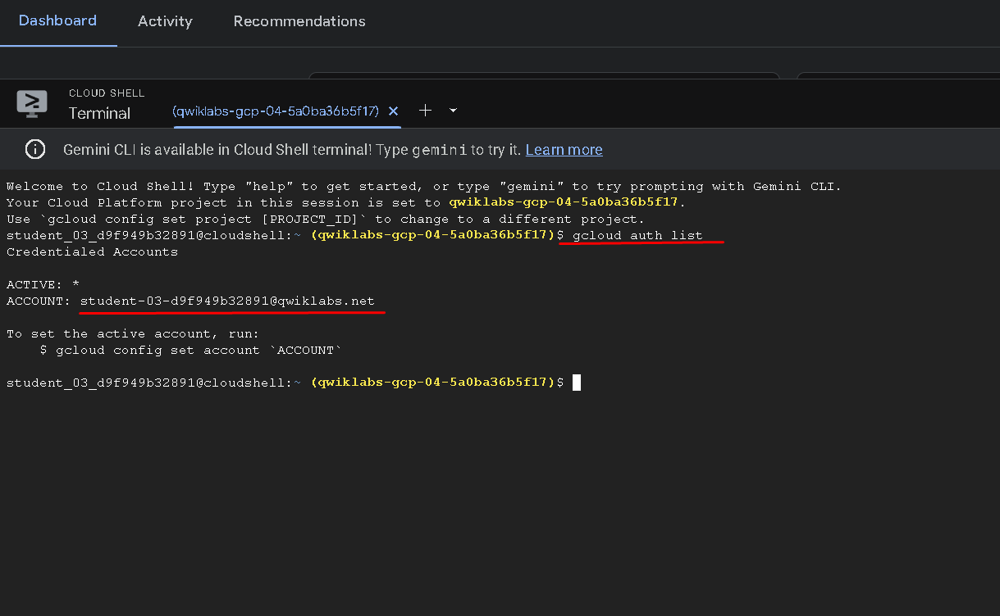 Dashboard Activity Recommendations
CLOUD SHELL
Terminal (qwiklabs-gcp-04-5a0ba36b5f17)
Gemini CLI is available in Cloud Shell terminal! Type gemini to try it. Learn more
Welcome to Cloud Shell! Type "help" to get started, or type "gemini" to try prompting with Gemini CLI.
Your Cloud Platform project in this session is set to qwiklabs-gcp-04-5a0ba36b5f17.
Use `gcloud config set project [PROJECT_ID]` to change to a different project.
student_03_d9f949b32891@cloudshell:~ (qwiklabs-gcp-04-5a0ba36b5f17)$ gcloud auth list
Credentialed Accounts
ACTIVE: *
ACCOUNT: student-03-d9f949b32891@qwiklabs.net
To set the active account, run:
$ gcloud config set account `ACCOUNT`
student_03_d9f949b32891@cloudshell:~ (qwiklabs-gcp-04-5a0ba36b5f17)$